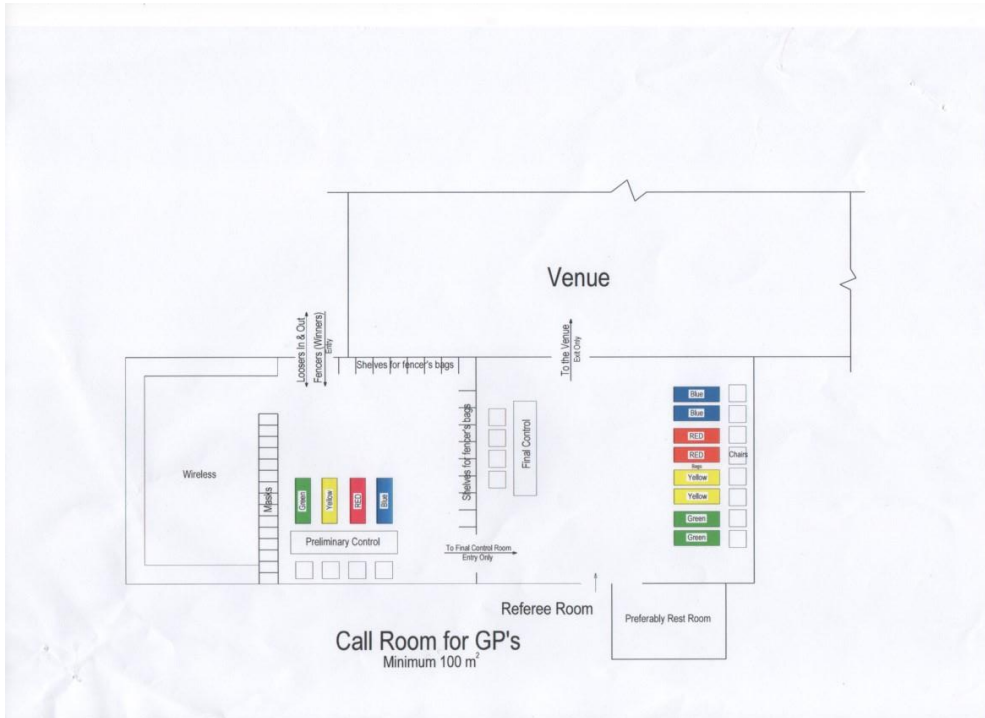 Venue
Loosers In & Out
Fencers (Winners)
Entry
To the Venue
Exit Only
Shelves for fencer's bags
Shelves for fencer's bags
Final Control
Blue
Blue
RED
RED
Bags
Yellow
Yellow
Green
Green
Chairs
Wireless
Masks
Green
Yellow
RED
Blue
Preliminary Control
To Final Control Room
Entry Only
Referee Room
Preferably Rest Room
Call Room for GP's
Minimum 100 m²